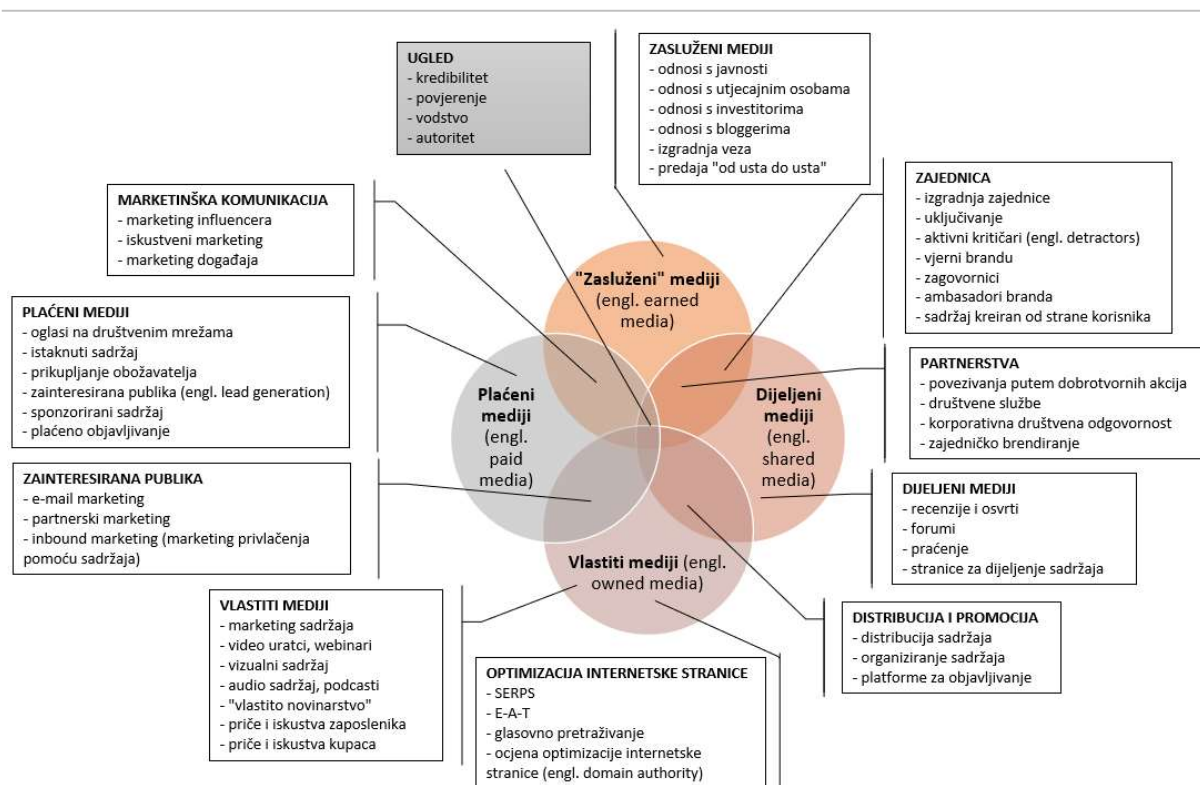 UGLED
- kredibilitet
- povjerenje
- vodstvo
- autoritet
ZASLUŽENI MEDIJI
- odnosi s javnosti
- odnosi s utjecajnim osobama
- odnosi s investitorima
- odnosi s bloggerima
- izgradnja veza
- predaja "od usta do usta"
MARKETINŠKA KOMUNIKACIJA
- marketing influencera
- iskustveni marketing
- marketing događaja
ZAJEDNICA
- izgradnja zajednice
- uključivanje
- aktivni kritičari (engl. detractors)
- vjerni brandu
- zagovornici
- ambasadori branda
- sadržaj kreiran od strane korisnika
PLAĆENI MEDIJI
- oglasi na društvenim mrežama
- istaknuti sadržaj
- prikupljanje obožavatelja
- zainteresirana publika (engl. lead generation)
- sponzorirani sadržaj
- plaćeno objavljivanje
"Zasluženi" mediji
(engl. earned
media)
Plaćeni
mediji
(engl.
paid
media)
Dijeljeni
mediji
(engl.
shared
media)
Vlastiti mediji (engl.
owned media)
PARTNERSTVA
- povezivanja putem dobrotvornih akcija
- društvene službe
- korporativna društvena odgovornost
- zajedničko brendiranje
ZAINTERESIRANA PUBLIKA
- e-mail marketing
- partnerski marketing
- inbound marketing (marketing privlačenja
pomoću sadržaja)
DIJELJENI MEDIJI
- recenzije i osvrti
- forumi
- praćenje
- stranice za dijeljenje sadržaja
VLASTITI MEDIJI
- marketing sadržaja
- video uratci, webinari
- vizualni sadržaj
- audio sadržaj, podcasti
- "vlastito novinarstvo"
- priče i iskustva zaposlenika
- priče i iskustva kupaca
DISTRIBUCIJA I PROMOCIJA
- distribucija sadržaja
- organiziranje sadržaja
- platforme za objavljivanje
OPTIMIZACIJA INTERNETSKE STRANICE
- SERPS
- E-A-T
- glasovno pretraživanje
- ocjena optimizacije internetske
stranice (engl. domain authority)